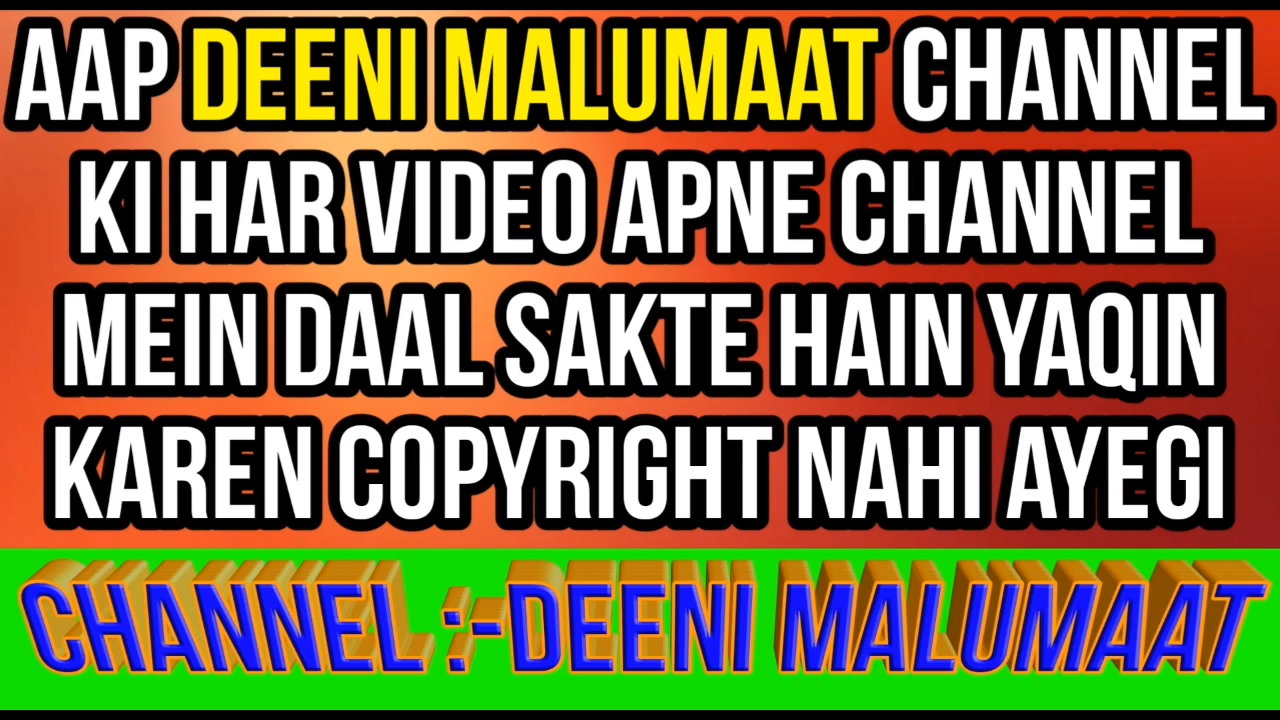 AAP DEENI MALUMAAT CHANNEL
KI HAR VIDEO APNE CHANNEL
MEIN DAAL SAKTE HAIN YAQIN
KAREN COPYRIGHT NAHI AYEGI
CHANNEL :-DEENI MALUMAAT